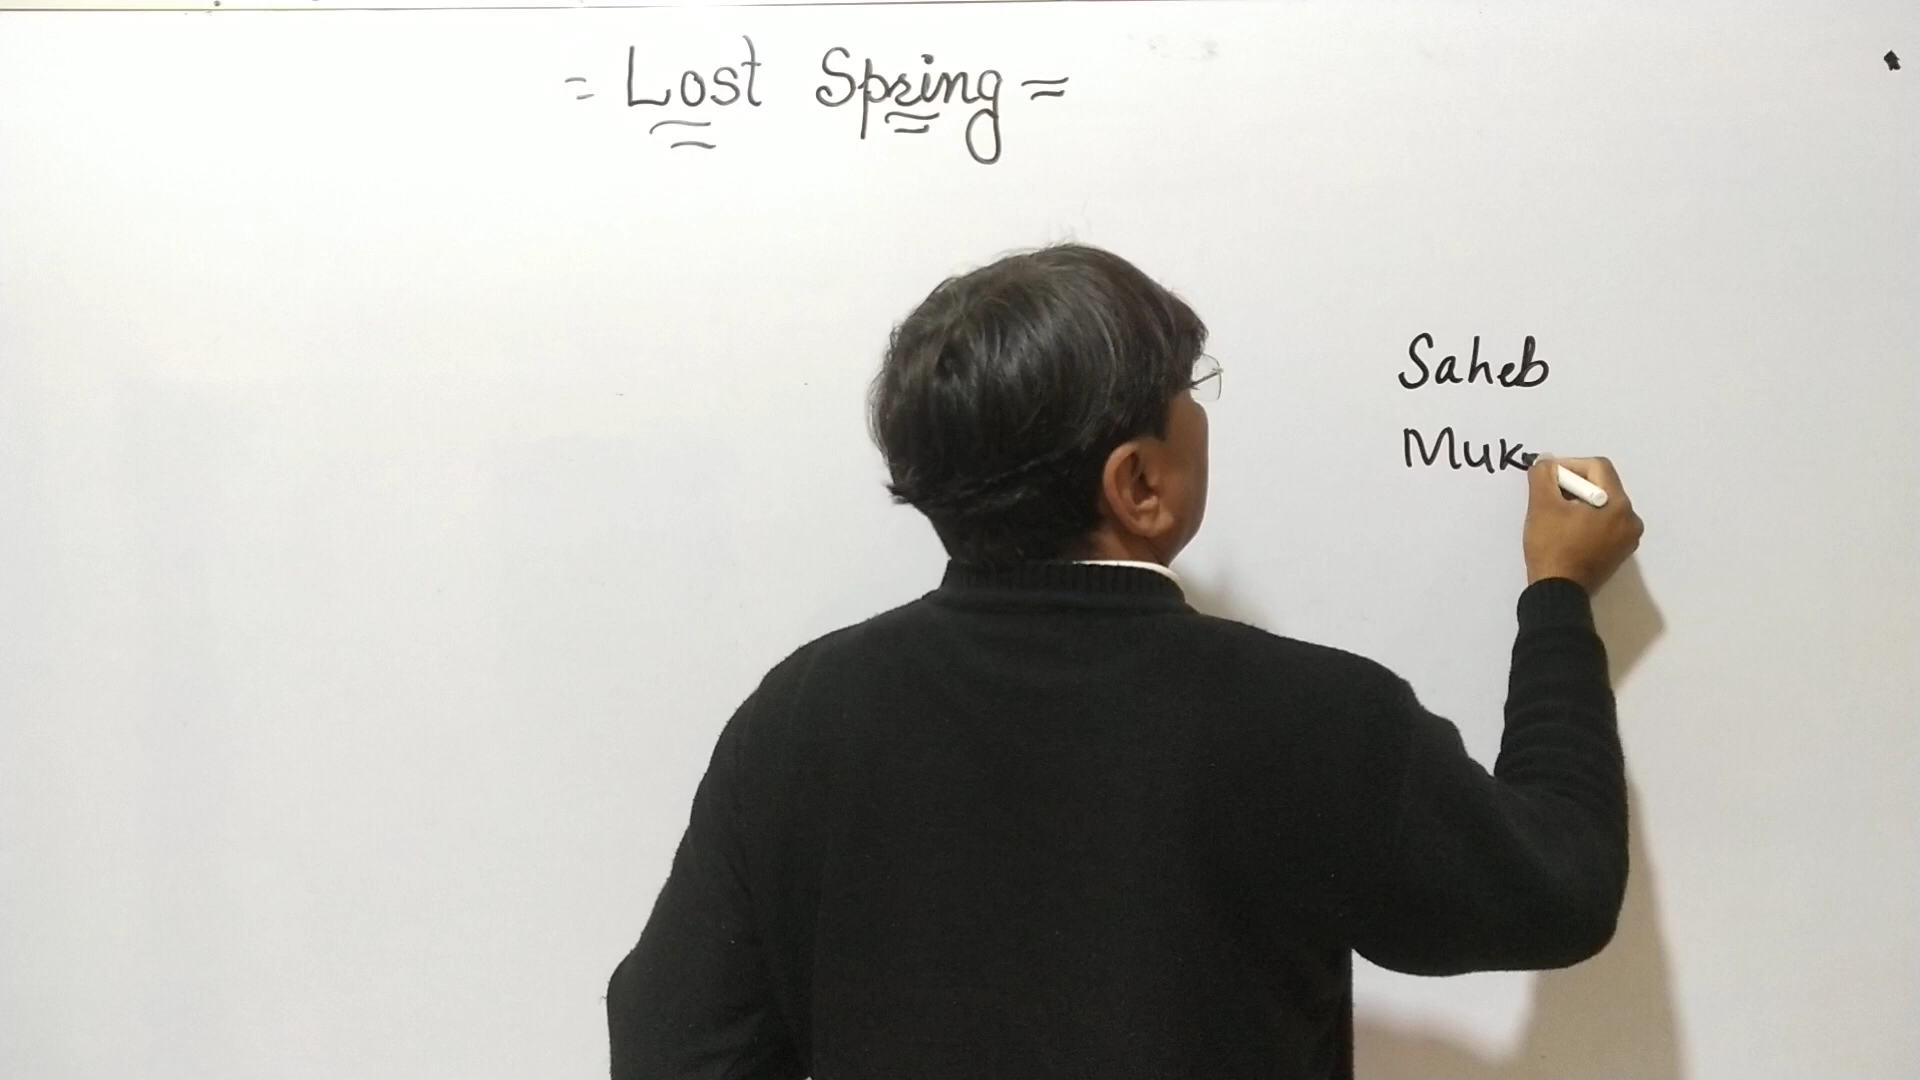 = Lost Spring =
Saheb
Muk